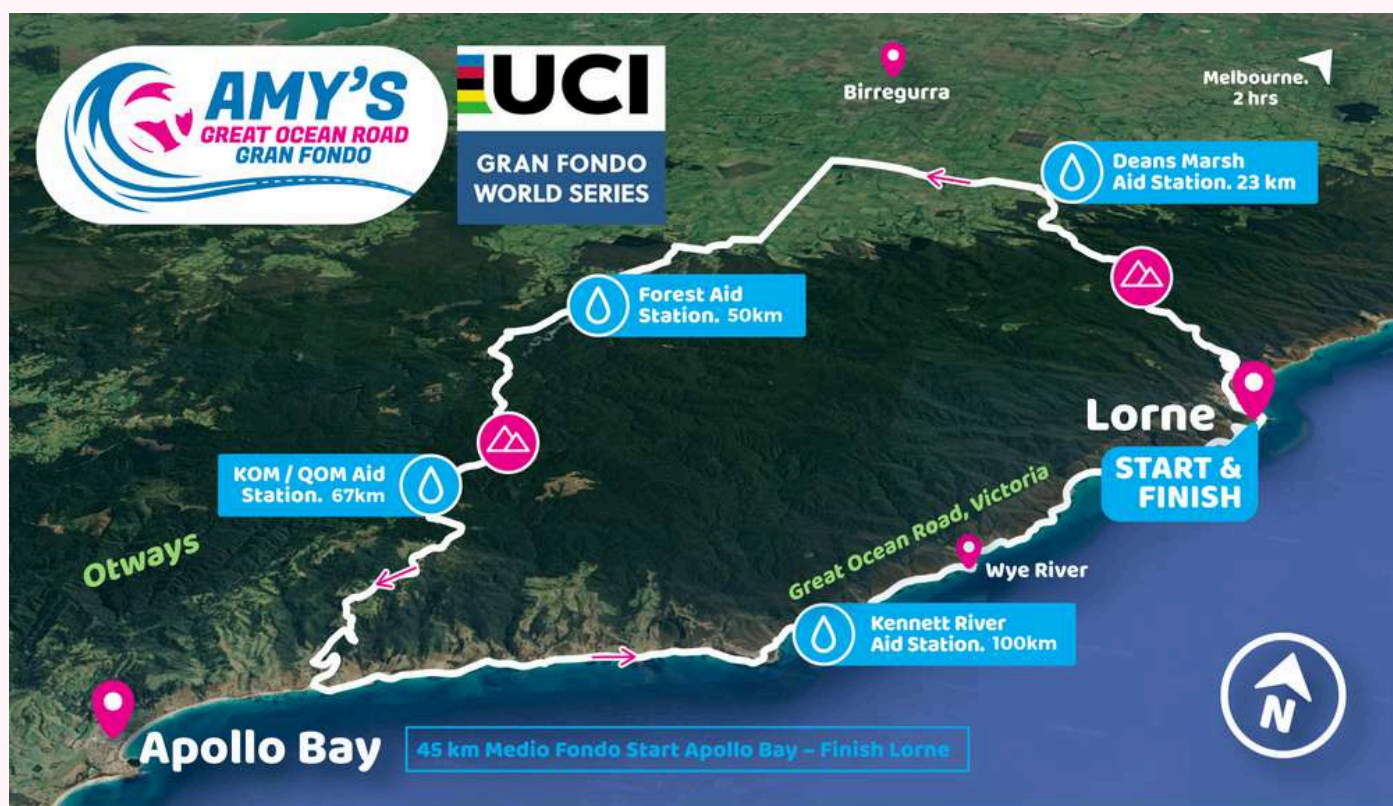 AMY'S
GREAT OCEAN ROAD
GRAN FONDO
UCI
GRAN FONDO
WORLD SERIES
Birregurra
Melbourne.
2 hrs
Deans Marsh
Aid Station. 23 km
Forest Aid
Station. 50km
Lorne
START &
FINISH
KOM / QOM Aid
Station. 67km
Otways
Great Ocean Road, Victoria
Wye River
Kennett River
Aid Station. 100km
N
Apollo Bay
45 km Medio Fondo Start Apollo Bay – Finish Lorne